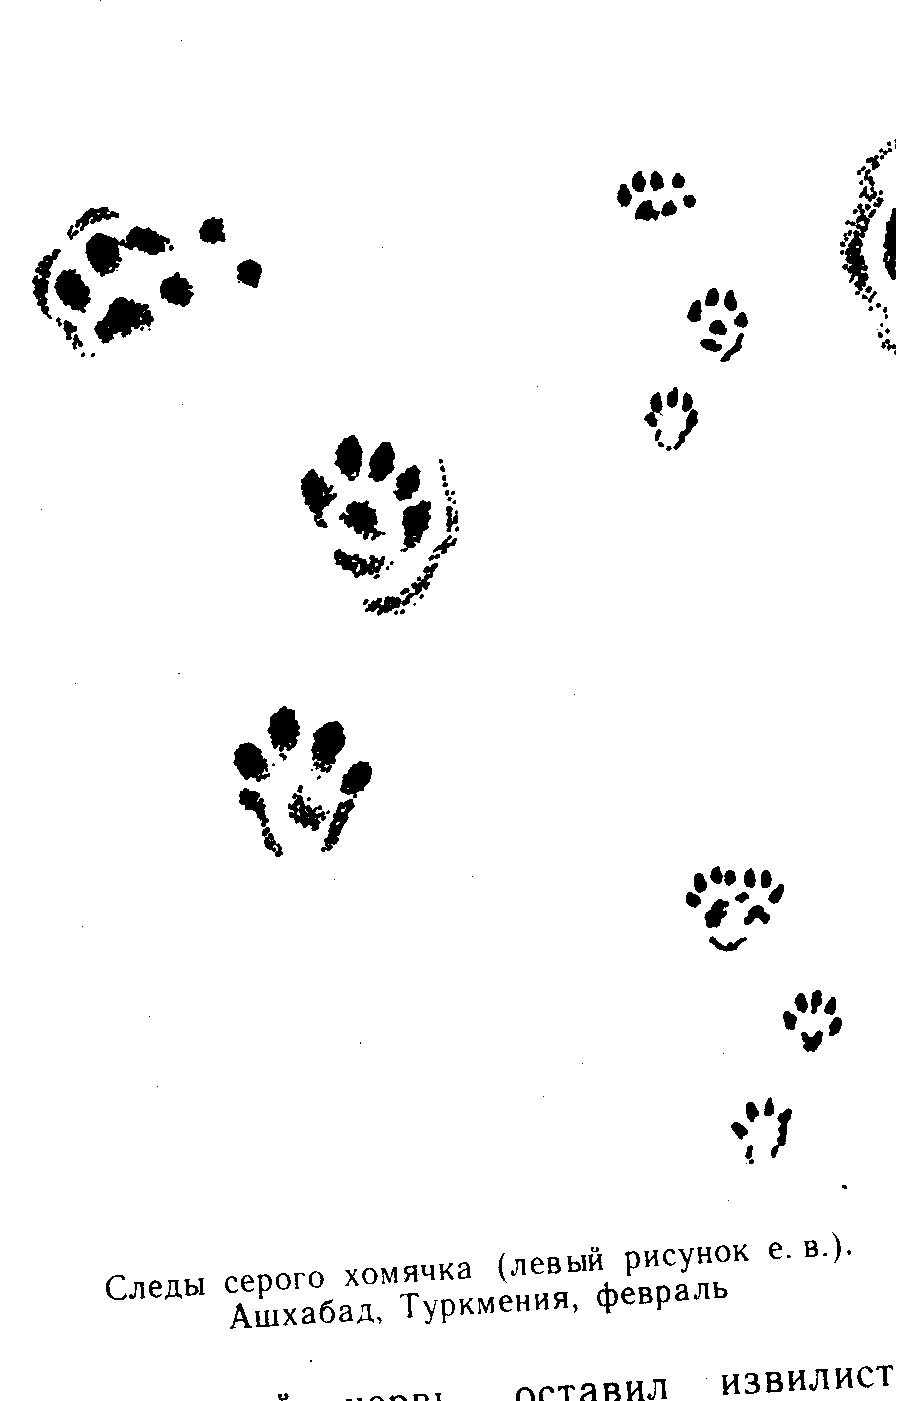 Следы серого хомячка (левый рисунок е. в.).
Ашхабад, Туркмения, февраль
оставил извилист